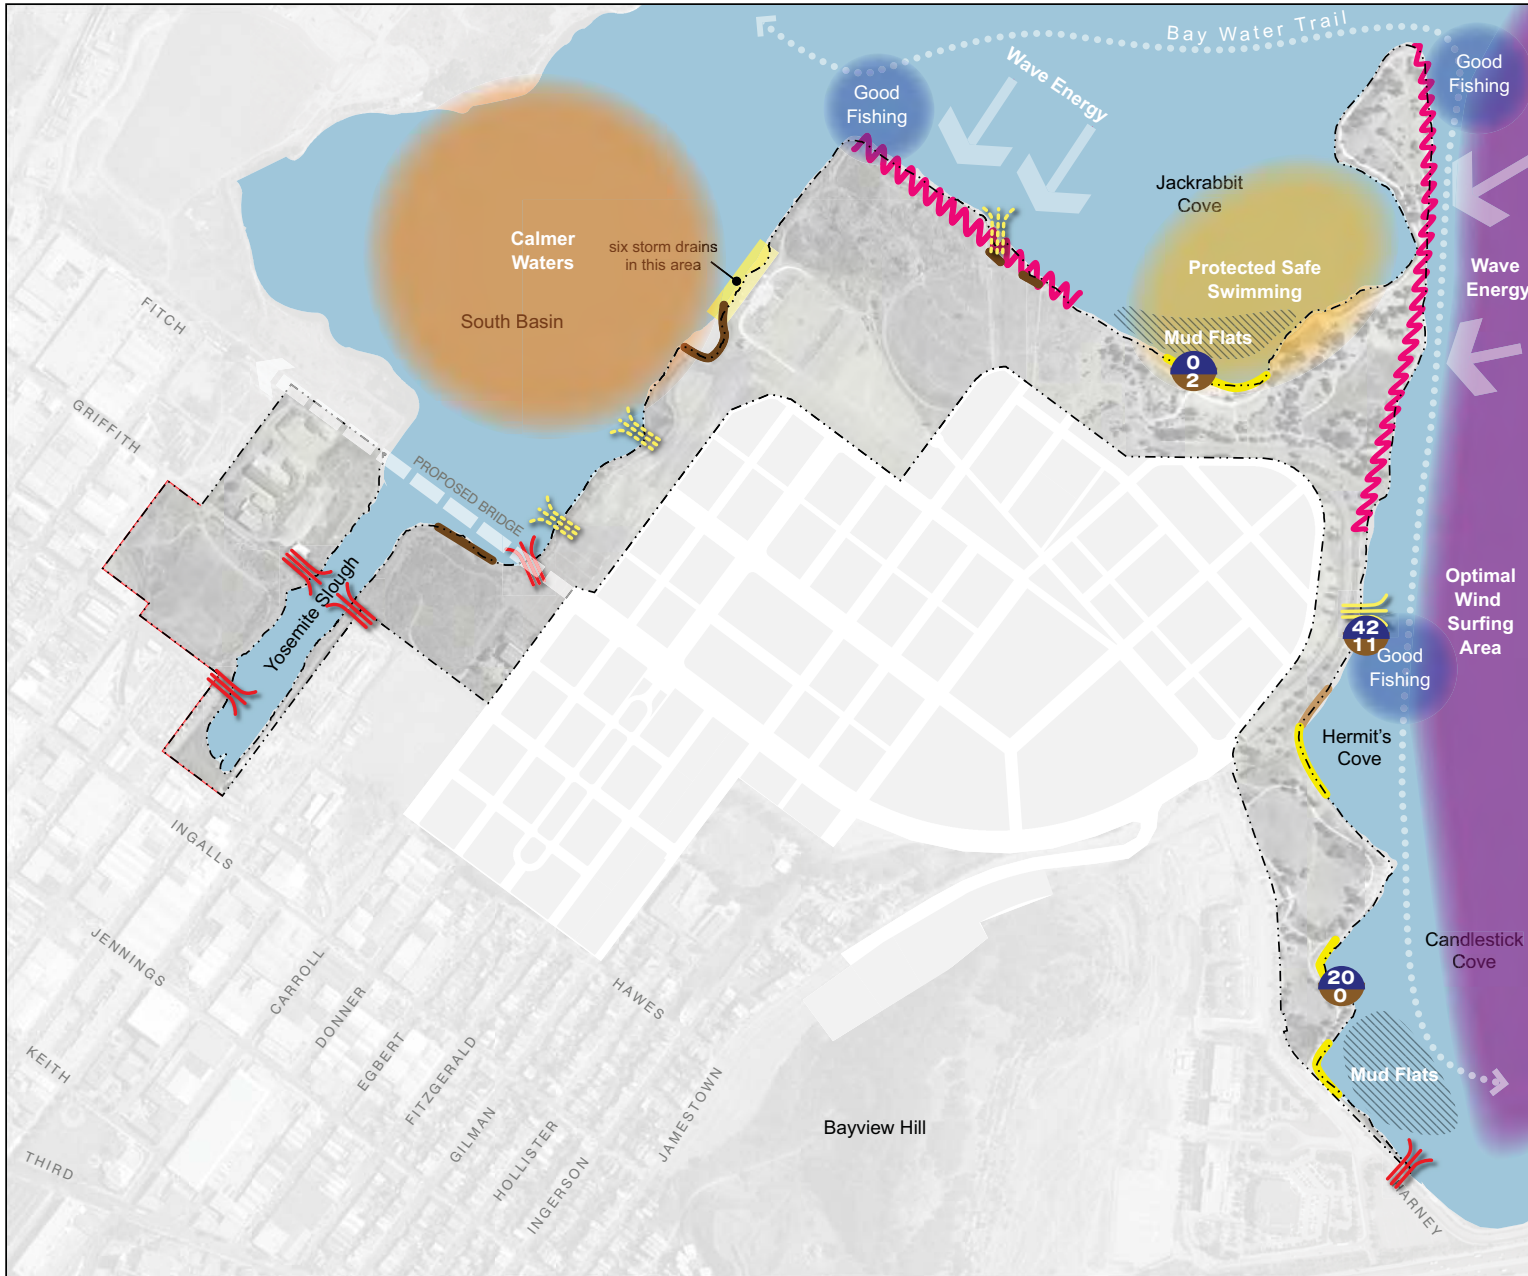 Bay Water Trail
Good
Fishing
Wave Energy
Good
Fishing
Jackrabbit
Cove
Calmer
Waters
six storm drains
in this area
Protected Safe
Swimming
Wave
Energy
South Basin
FITCH
Mud Flats
0
2
GRIFFITH
PROPOSED BRIDGE
Yosemite Slough
Optimal
Wind
Surfing
Area
42
11
Good
Fishing
Hermit's
Cove
INGALLS
JENNINGS
CARROLL
DONNER
EGBERT
FITZGERALD
GILMAN
HOLLISTER
INGERSON
HAWES
JAMESTOWN
KEITH
THIRD
Candlestick
Cove
20
0
Mud Flats
Bayview Hill
HARNEY